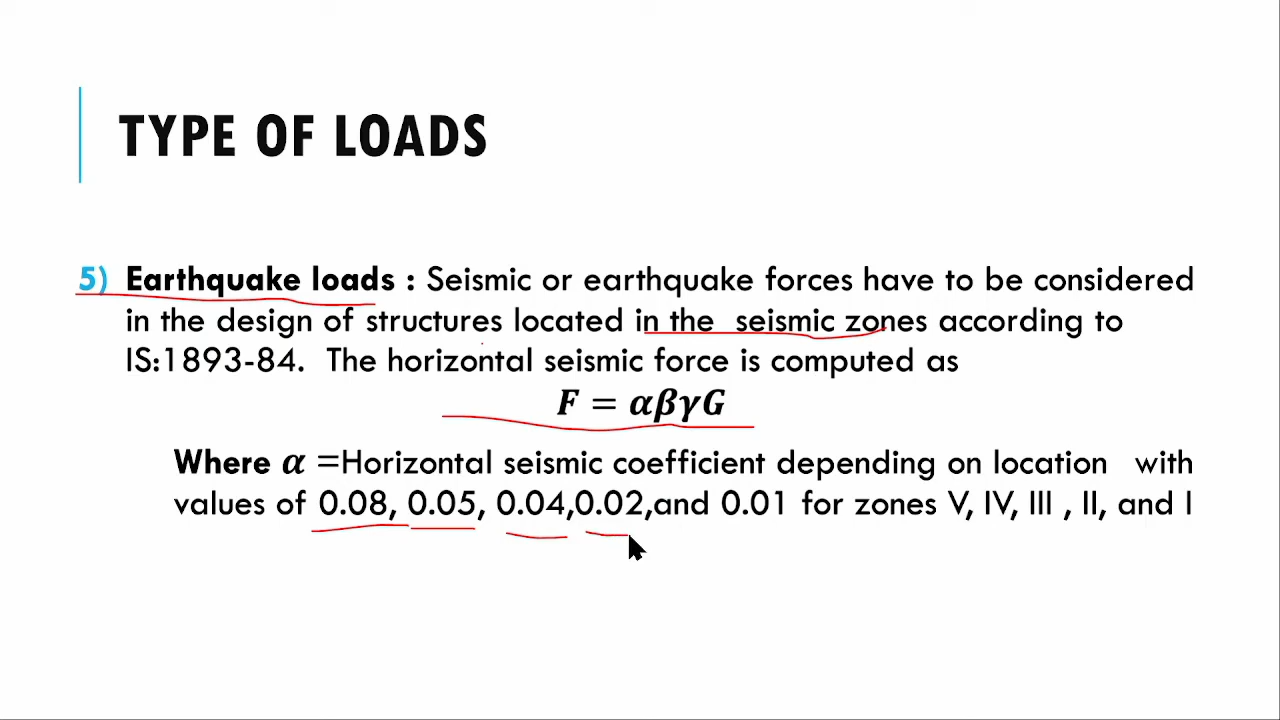 TYPE OF LOADS
5) Earthquake loads : Seismic or earthquake forces have to be considered
in the design of structures located in the seismic zones according to
IS:1893-84. The horizontal seismic force is computed as
F = αβγG
Where α =Horizontal seismic coefficient depending on location with
values of 0.08, 0.05, 0.04,0.02,and 0.01 for zones V, IV, III , II, and I